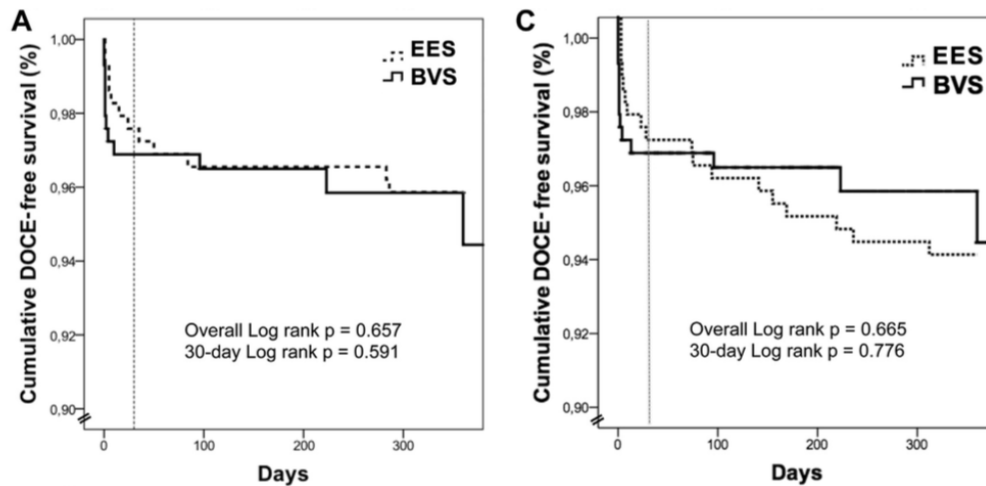 A
EES
BVS
Cumulative DOCE-free survival (%)
1,00
0,98
0,96
0,94
0,92
0,90
Overall Log rank p = 0.657
30-day Log rank p = 0.591
0
100
200
300
Days
C
EES
BVS
Cumulative DOCE-free survival (%)
1,00
0,98
0,96
0,94
0,92
0,90
Overall Log rank p = 0.665
30-day Log rank p = 0.776
0
100
200
300
Days